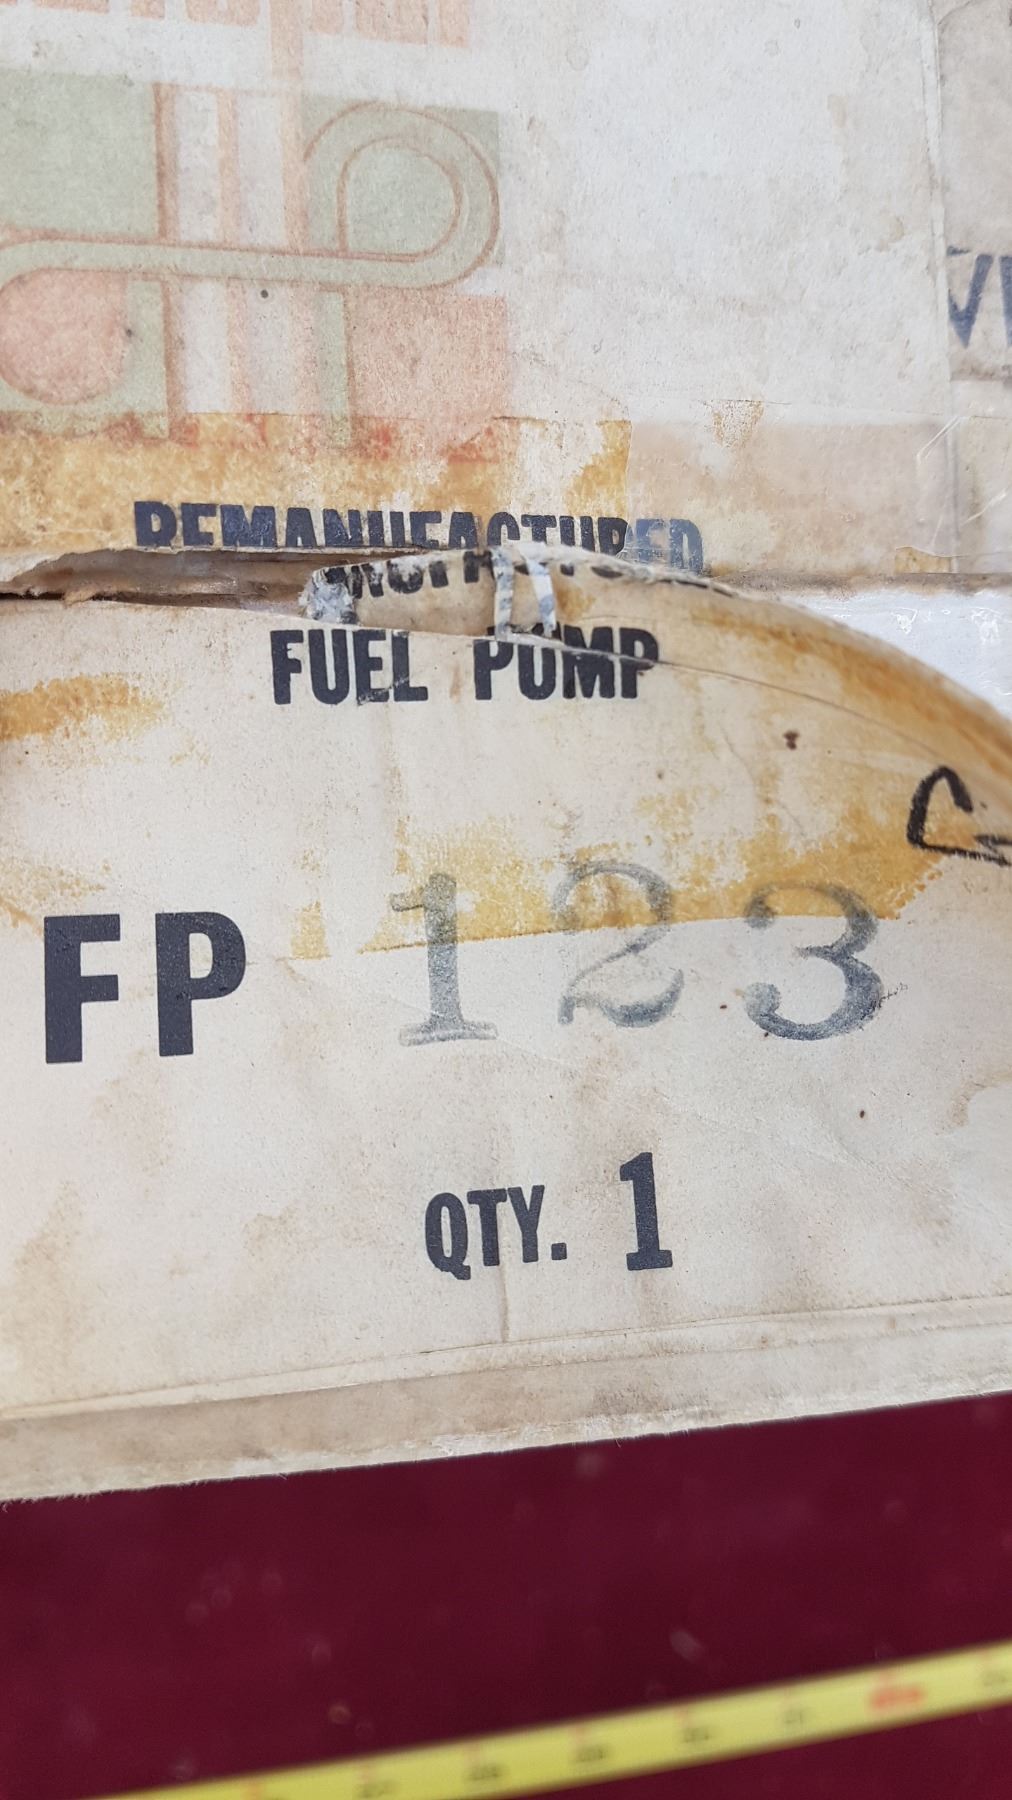 REMANUFACTURED
FUEL PUMP
FP 123
QTY. 1